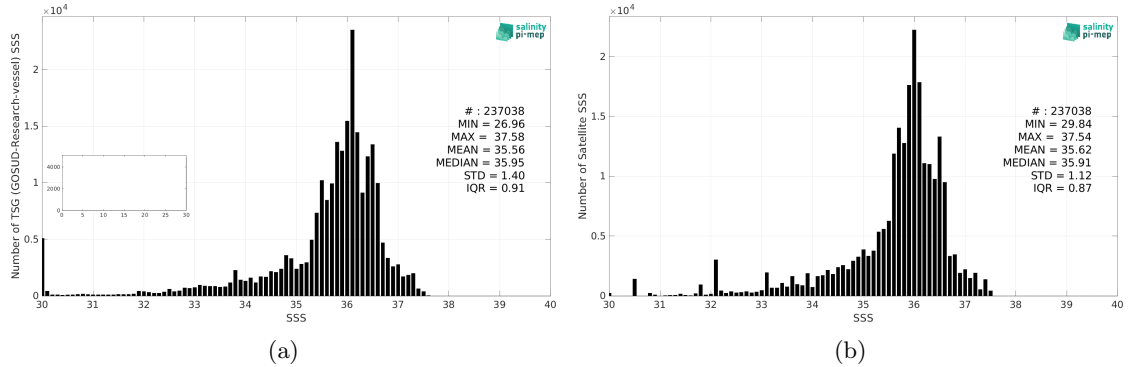 ×10⁴
2
1.5
1
0.5
0
Number of TSG (GOSUD-Research-vessel) SSS
30 31 32 33 34 35 36 37 38 39 40
SSS
4000
2000
0
0 5 10 15 20 25 30
salinity
pi-mep
# : 237038
MIN = 26.96
MAX = 37.58
MEAN = 35.56
MEDIAN = 35.95
STD = 1.40
IQR = 0.91
(a)
×10⁴
2
1.5
1
0.5
0
Number of Satellite SSS
30 31 32 33 34 35 36 37 38 39 40
SSS
salinity
pi-mep
# : 237038
MIN = 29.84
MAX = 37.54
MEAN = 35.62
MEDIAN = 35.91
STD = 1.12
IQR = 0.87
(b)